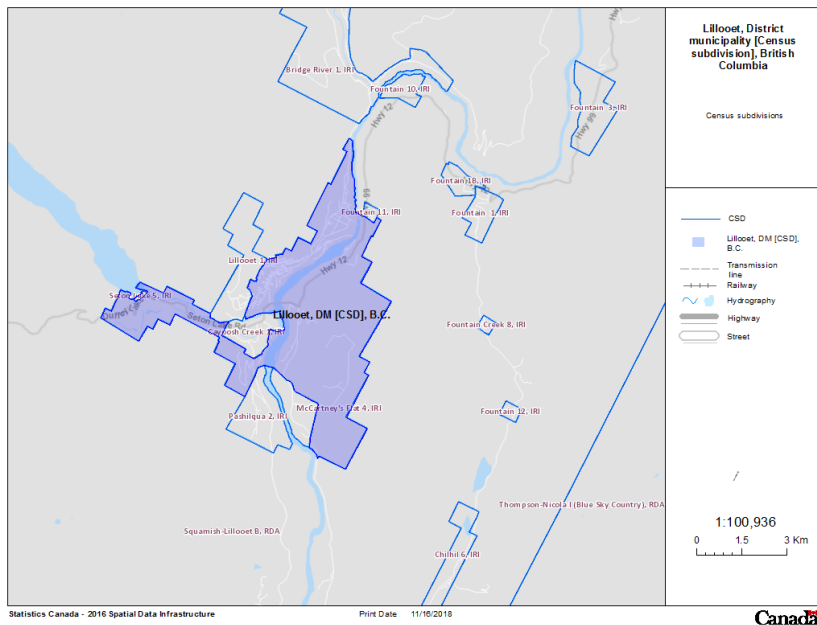 Lillooet, District
municipality [Census
subdivision], British
Columbia
Census subdivisions
CSD
Lillooet, DM [CSD],
B.C.
Transmission
line
Railway
Hydrography
Highway
Street
1:100,936
0 1.5 3 Km
Bridge River 1, IRI
Fountain 10, IRI
Hwy 12
Fountain 3, IRI
Hwy 99
Fountain 1B, IRI
Fountain 11, IRI
99
Fountain 1, IRI
Lillooet 1, IRI
Hwy 12
Seton Lake 5, IRI
Seton Lake Rd
Lillooet, DM [CSD], B.C.
Fountain Creek 8, IRI
McCartney's Flat 4, IRI
Pashilqua 2, IRI
Fountain 12, IRI
Thompson-Nicola I (Blue Sky Country), RDA
Squamish-Lillooet B, RDA
Chilhil 6, IRI
Statistics Canada - 2016 Spatial Data Infrastructure
Print Date 11/16/2018
Canada